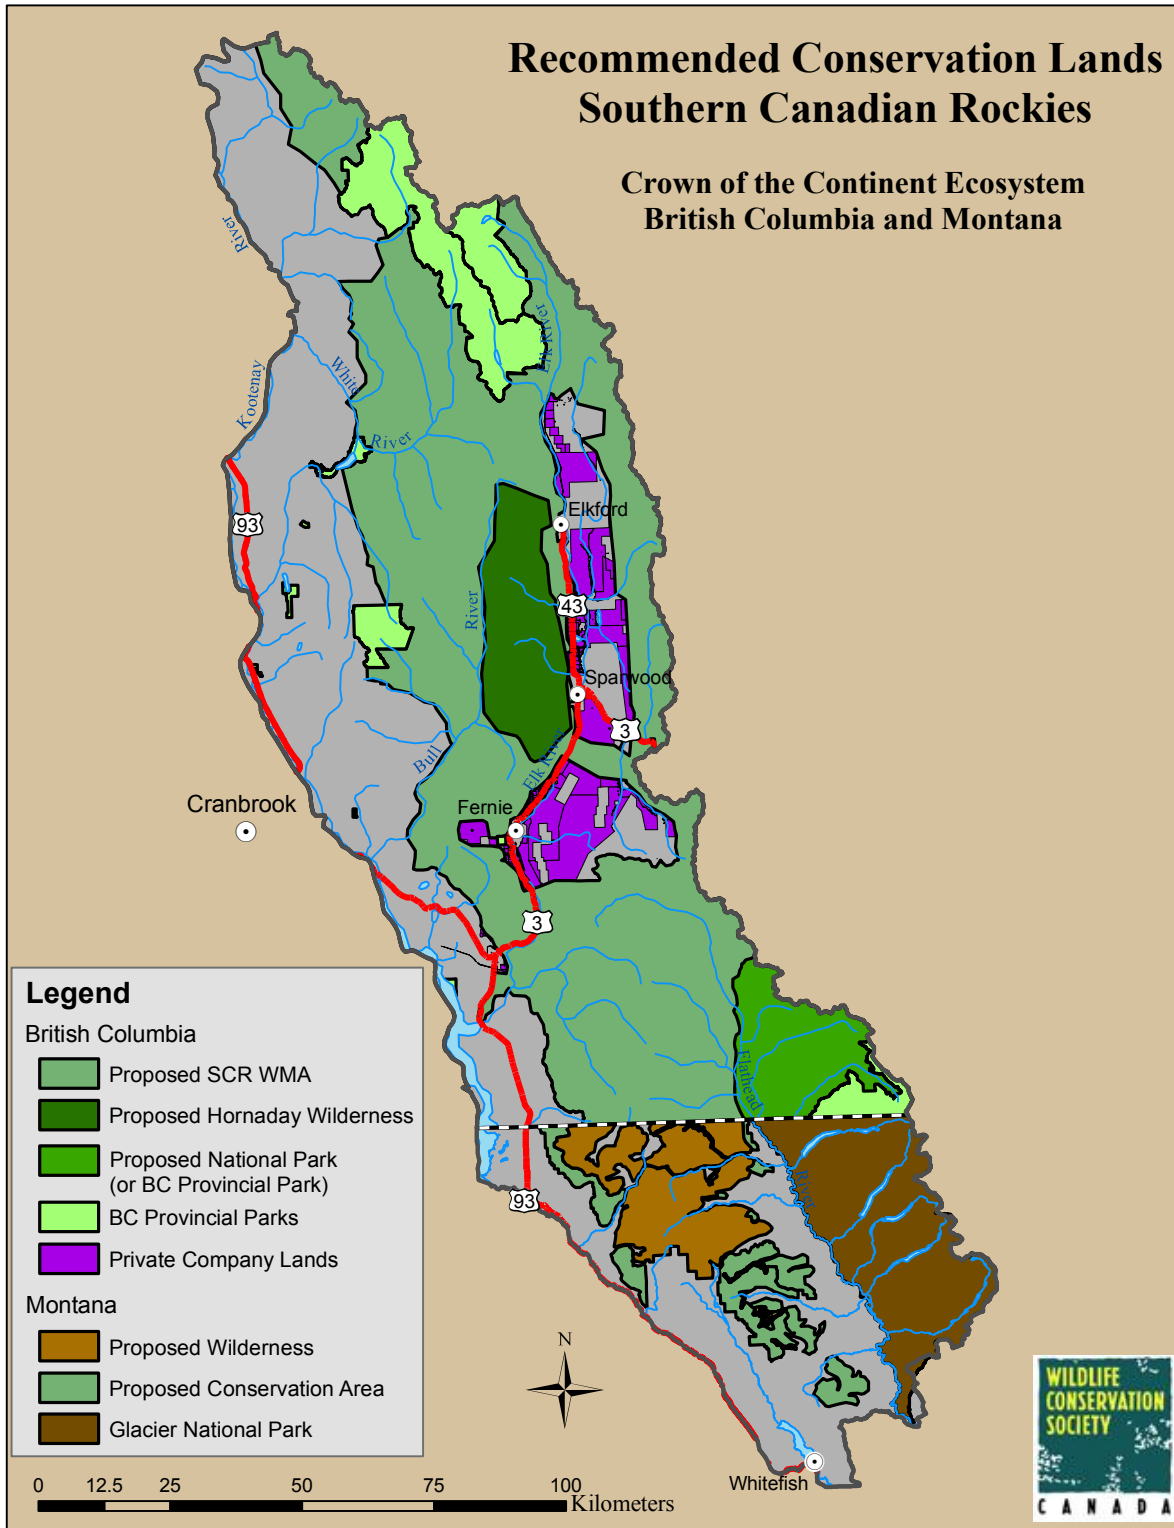 Recommended Conservation Lands
Southern Canadian Rockies
Crown of the Continent Ecosystem
British Columbia and Montana
River
Kootenay
White
River
Elk River
93
Elkford
43
River
Sparwood
3
Elk River
Bull
Cranbrook
Fernie
3
Flathead
River
93
Whitefish
Legend
British Columbia
Proposed SCR WMA
Proposed Hornaday Wilderness
Proposed National Park
(or BC Provincial Park)
BC Provincial Parks
Private Company Lands
Montana
Proposed Wilderness
Proposed Conservation Area
Glacier National Park
N
0 12.5 25 50 75 100
Kilometers
WILDLIFE
CONSERVATION
SOCIETY
CANADA